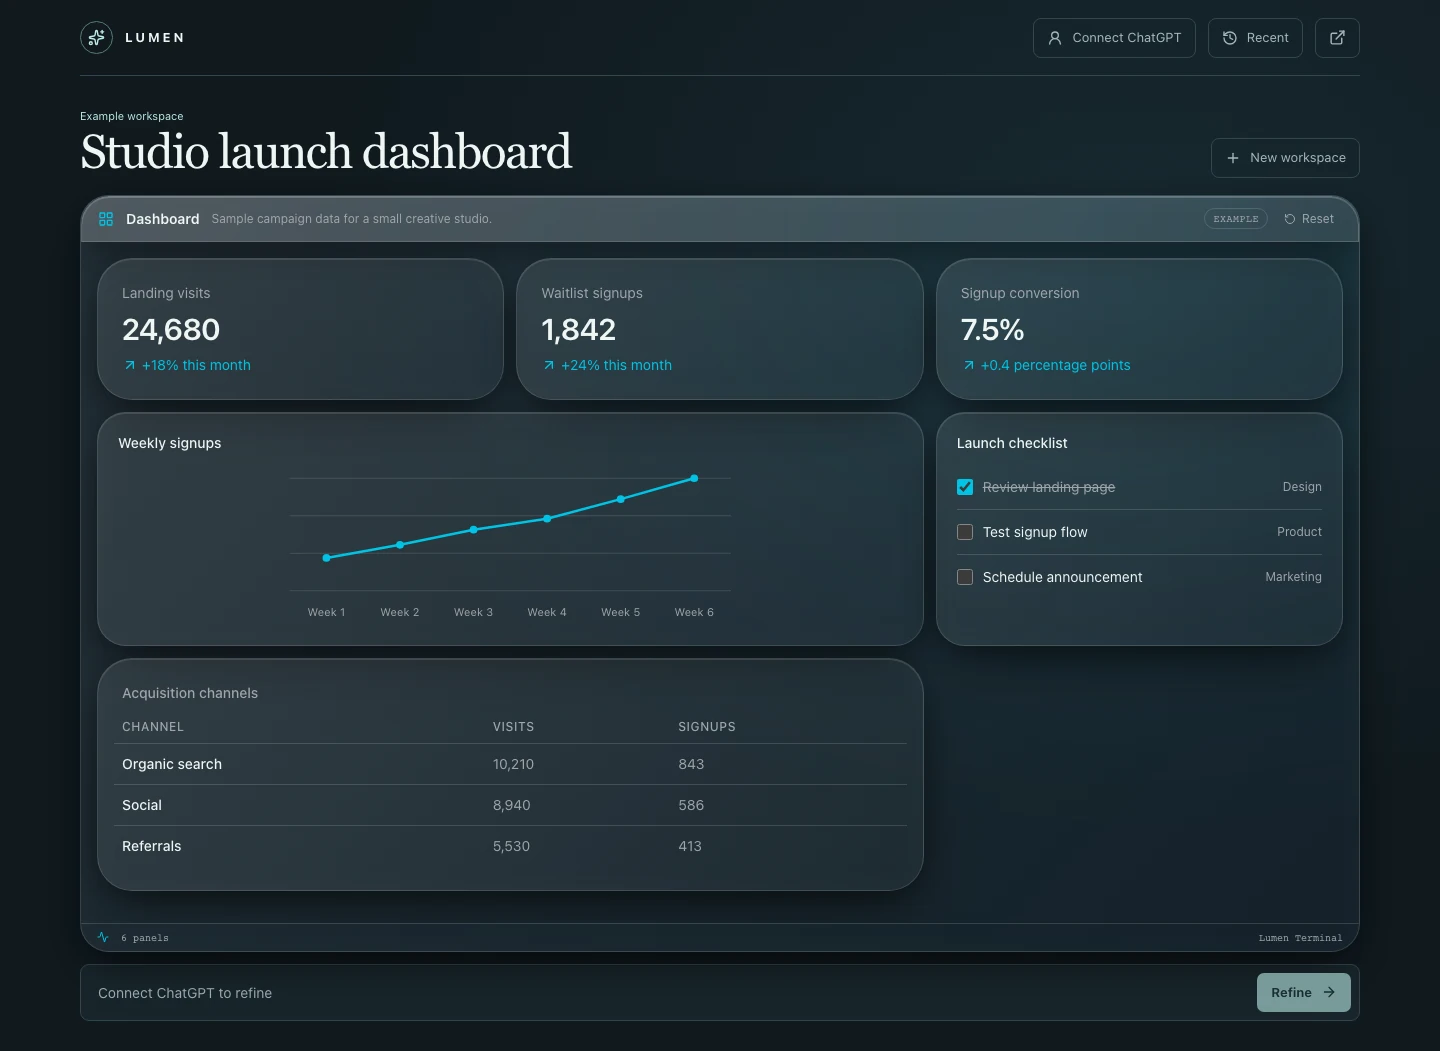 LUMEN
Connect ChatGPT
Recent
Example workspace
Studio launch dashboard
New workspace
Dashboard Sample campaign data for a small creative studio.
EXAMPLE
Reset
Landing visits
24,680
+18% this month
Waitlist signups
1,842
+24% this month
Signup conversion
7.5%
+0.4 percentage points
Weekly signups
Week 1 Week 2 Week 3 Week 4 Week 5 Week 6
Launch checklist
Review landing page Design
Test signup flow Product
Schedule announcement Marketing
Acquisition channels
CHANNEL VISITS SIGNUPS
Organic search 10,210 843
Social 8,940 586
Referrals 5,530 413
6 panels
Lumen Terminal
Connect ChatGPT to refine
Refine